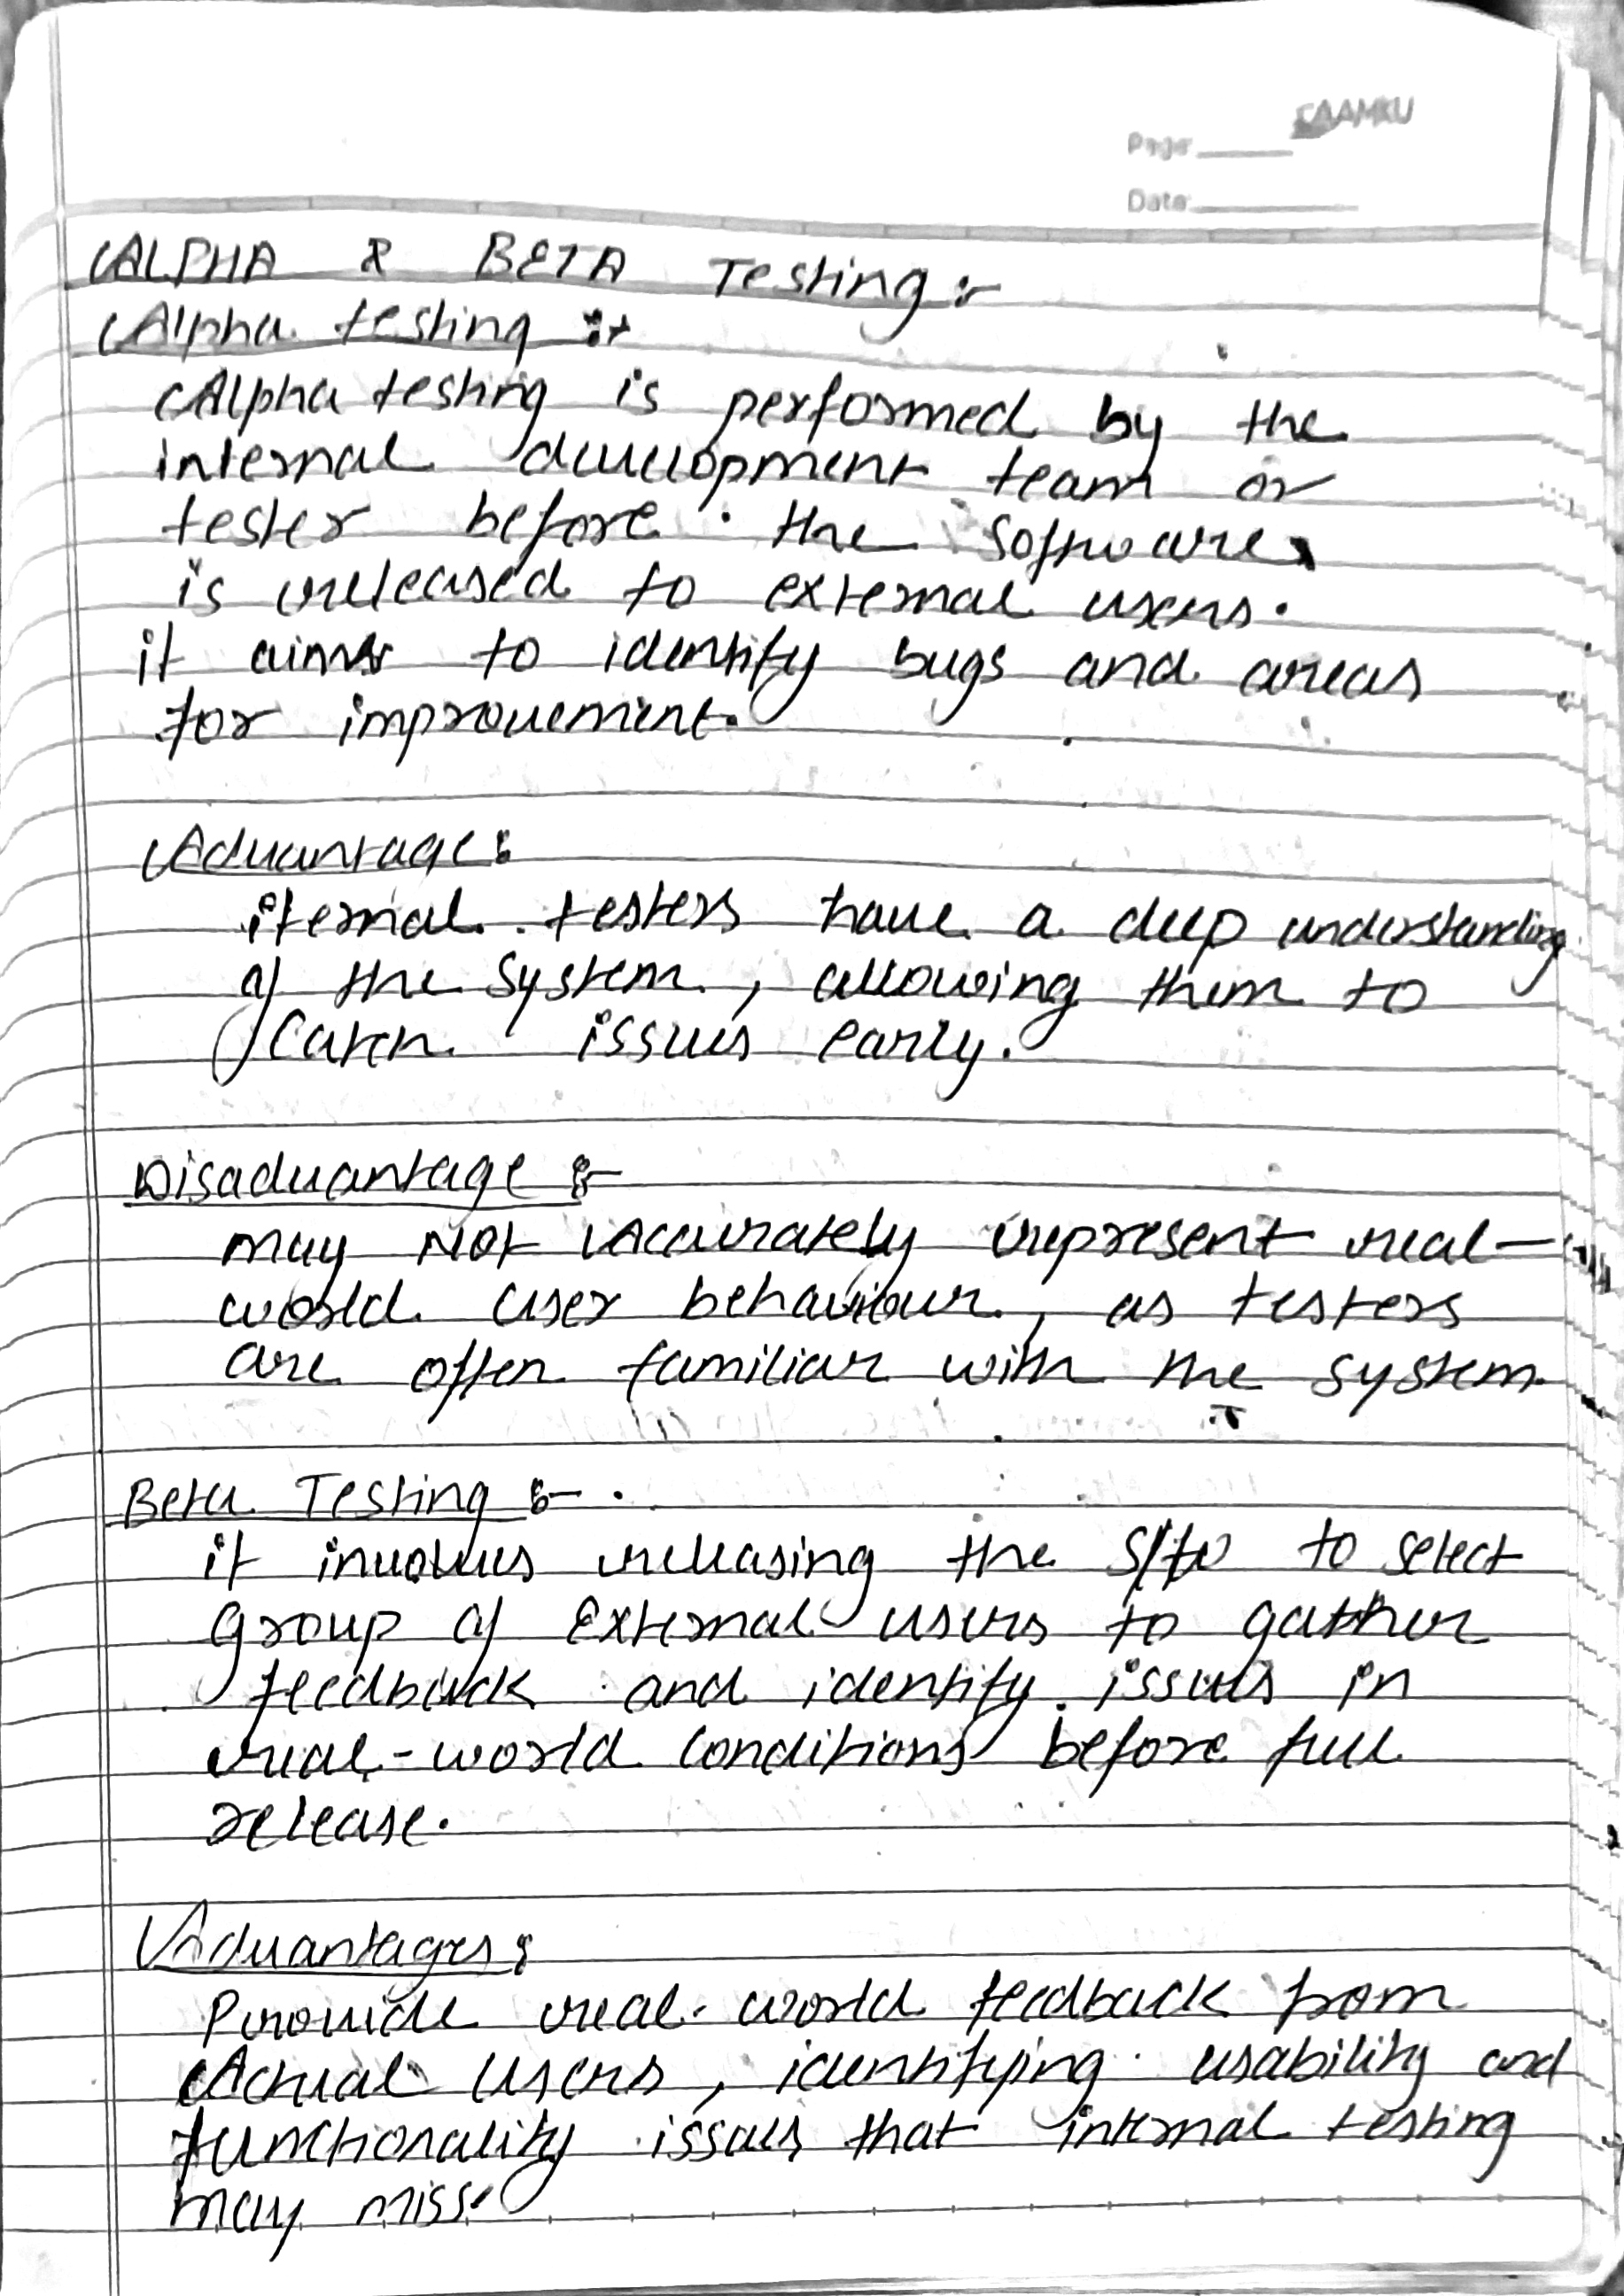 SAAMKU
Page
Date
ALPHA & BETA Testing :-
Alpha testing :-
Alpha testing is performed by the
internal development team or
tester before the software
is released to external users.
it aims to identify bugs and areas
for improvement.
Advantage :
iternal testers have a deep understanding
of the system, allowing them to
catch issues early.
Disadvantage :-
may Not Accurately represent real-
world user behaviour, as testers
are often familiar with the system.
Beta Testing :-
it involves releasing the S/w to select
group of External users to gather
feedback and identify issues in
real-world conditions before full
release.
Advantages :
Provide real-world feedback from
Actual users, identifying usability and
functionality issues that internal testing
may miss.